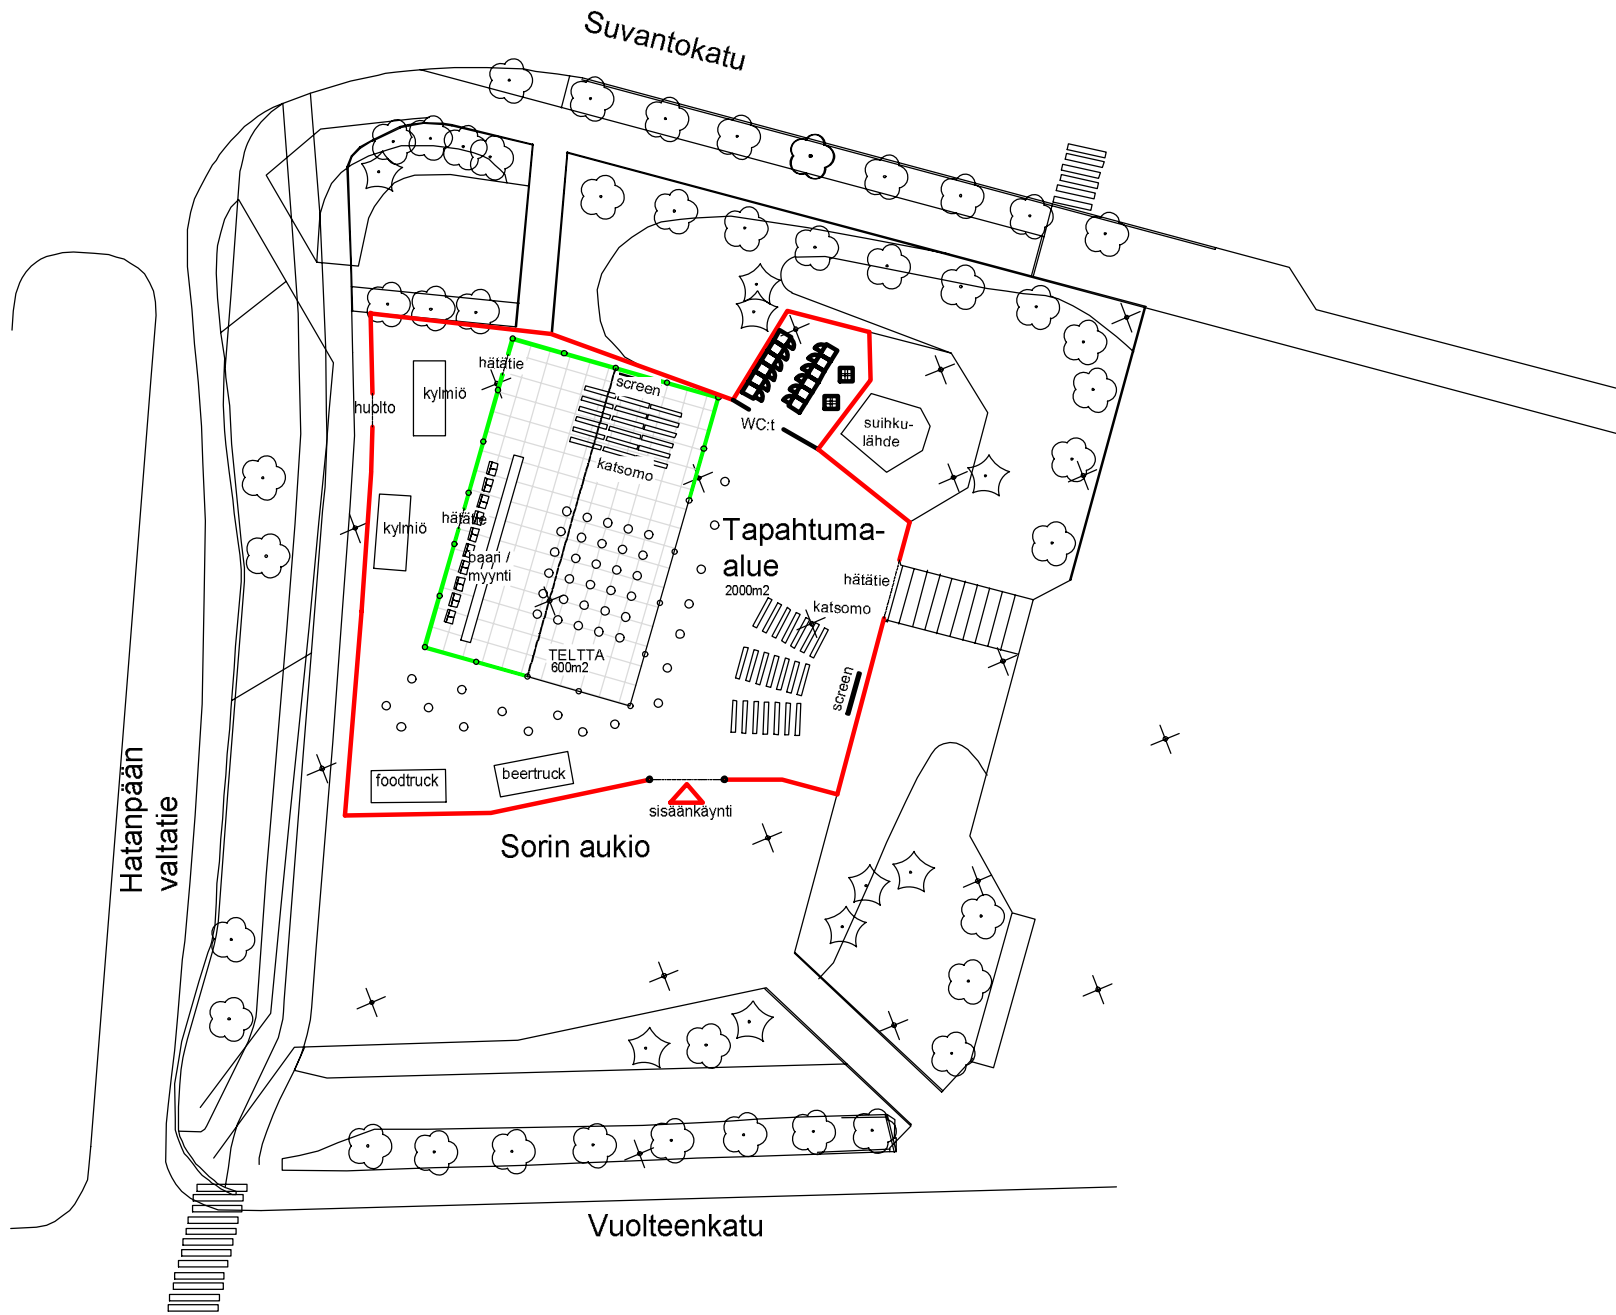 Suvantokatu
hätätie
screen
kylmiö
huolto
WC:t
suihku-
lähde
katsomo
kylmiö
hätätie
Tapahtuma-
alue
2000m2
baari /
myynti
hätätie
katsomo
TELTTA
600m2
screen
foodtruck
beertruck
sisäänkäynti
Sorin aukio
Hatanpään
valtatie
Vuolteenkatu